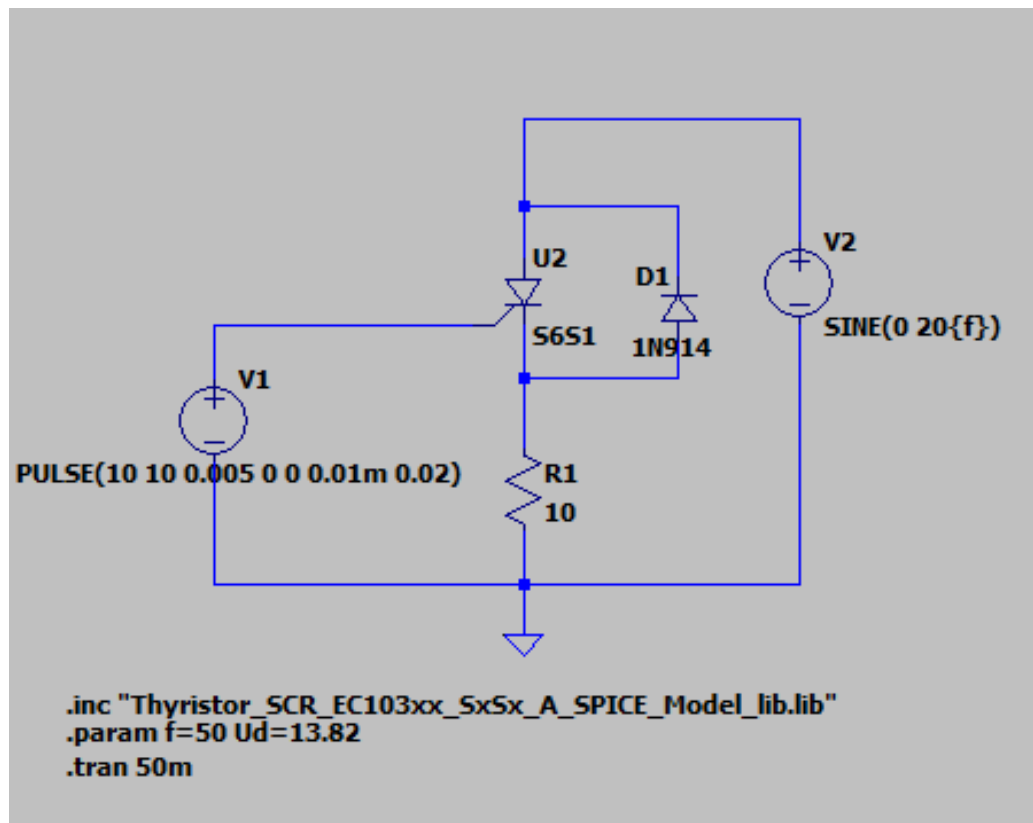 U2
V2
D1
S6S1
1N914
SINE(0 20{f})
V1
PULSE(10 10 0.005 0 0 0.01m 0.02)
R1
10
.inc "Thyristor_SCR_EC103xx_SxSx_A_SPICE_Model_lib.lib"
.param f=50 Ud=13.82
.tran 50m